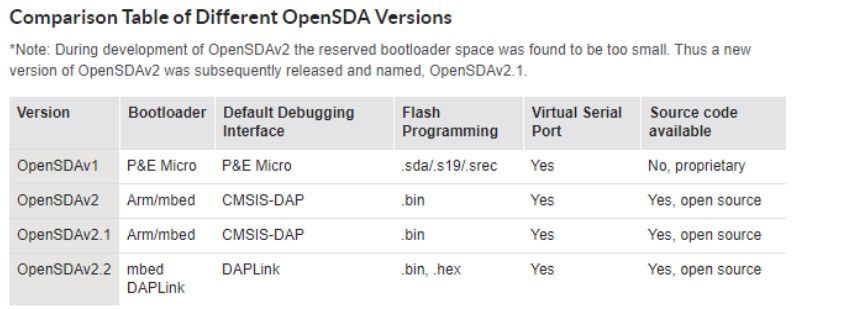 Comparison Table of Different OpenSDA Versions
*Note: During development of OpenSDAv2 the reserved bootloader space was found to be too small. Thus a new
version of OpenSDAv2 was subsequently released and named, OpenSDAv2.1.
Version Bootloader Default Debugging Interface Flash Programming Virtual Serial Port Source code available
OpenSDAv1 P&E Micro P&E Micro .sda/.s19/.srec Yes No, proprietary
OpenSDAv2 Arm/mbed CMSIS-DAP .bin Yes Yes, open source
OpenSDAv2.1 Arm/mbed CMSIS-DAP .bin Yes Yes, open source
OpenSDAv2.2 mbed DAPLink DAPLink .bin, .hex Yes Yes, open source